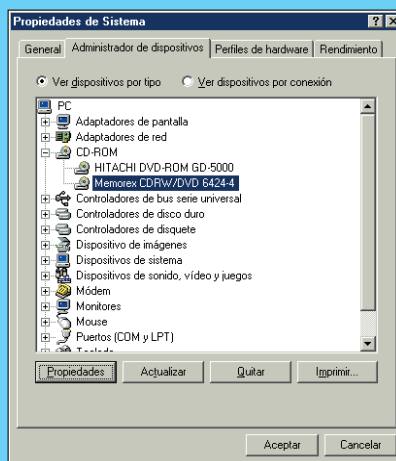 Propiedades de Sistema
General Administrador de dispositivos Perfiles de hardware Rendimiento
Ver dispositivos por tipo Ver dispositivos por conexión
PC
Adaptadores de pantalla
Adaptadores de red
CD-ROM
HITACHI DVD-ROM GD-5000
Memorex CDRW/DVD 6424-4
Controladores de bus serie universal
Controladores de disco duro
Controladores de disquete
Dispositivo de imágenes
Dispositivos de sistema
Dispositivos de sonido, vídeo y juegos
Módem
Monitores
Mouse
Puertos (COM y LPT)
Propiedades Actualizar Quitar Imprimir...
Aceptar Cancelar